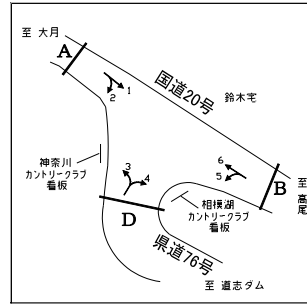 至 大月
A
1
2
国道20号
鈴木宅
神奈川
カントリークラブ
看板
3
4
6
5
B
至
高
尾
D
相模湖
カントリークラブ
看板
県道76号
至 道志ダム